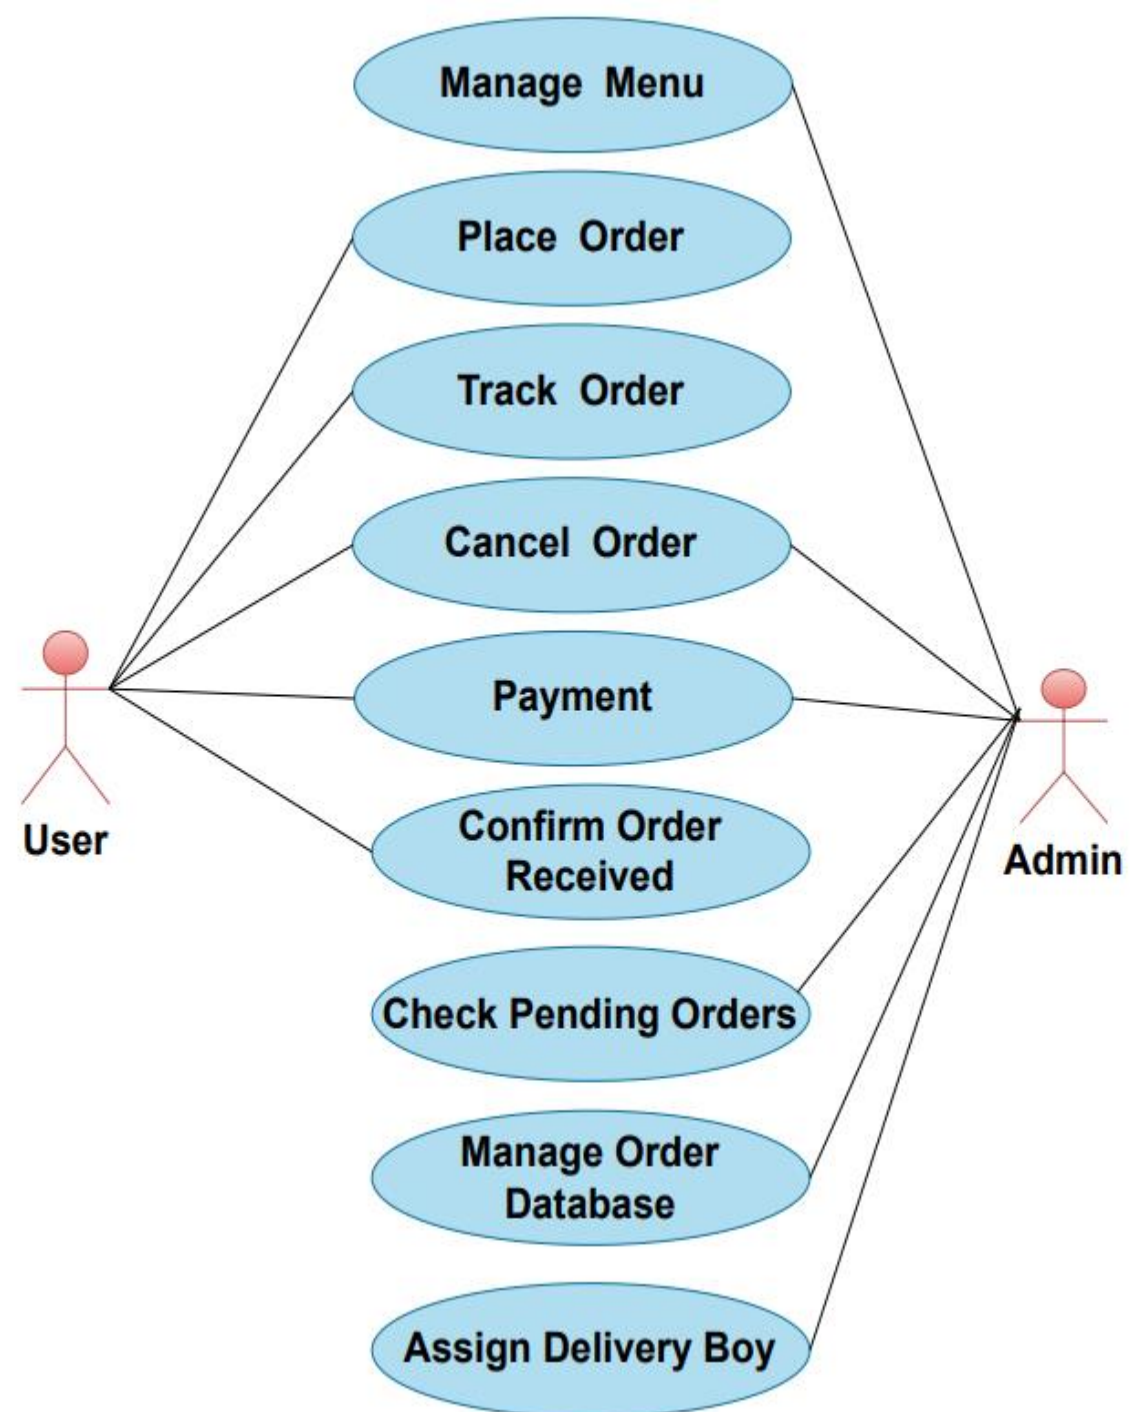 Manage Menu
Place Order
Track Order
Cancel Order
Payment
User
Confirm Order
Received
Admin
Check Pending Orders
Manage Order
Database
Assign Delivery Boy